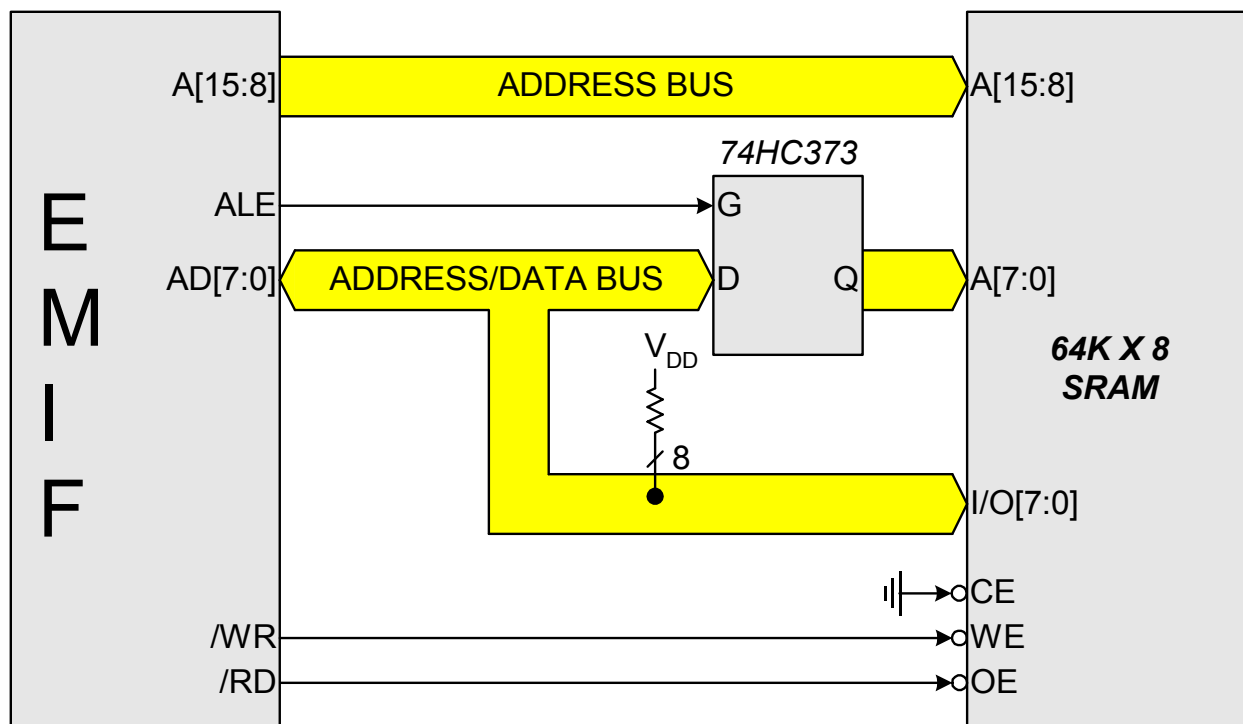 A[15:8]
ADDRESS BUS
A[15:8]
74HC373
ALE
G
AD[7:0]
ADDRESS/DATA BUS
D
Q
A[7:0]
EMIF
VDD
64K X 8
SRAM
8
I/O[7:0]
CE
/WR
WE
/RD
OE